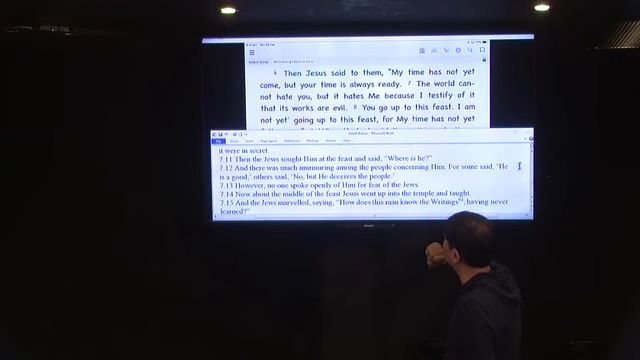 6 Then Jesus said to them, "My time has not yet
come, but your time is always ready. 7 The world can-
not hate you, but it hates Me because I testify of it
that its works are evil. 8 You go up to this feast. I am
not yet going up to this feast, for My time has not yet
it were in secret
7.11 Then the Jews sought Him at the feast and said, "Where is he?"
7.12 And there was much murmuring among the people concerning Him. For some said, 'He
is a good,' others said, 'No, but He deceives the people.'
7.13 However, no one spoke openly of Him for fear of the Jews.
7.14 Now about the middle of the feast Jesus went up into the temple and taught.
7.15 And the Jews marvelled, saying, "How does this man know the Writings, having never
learned?"